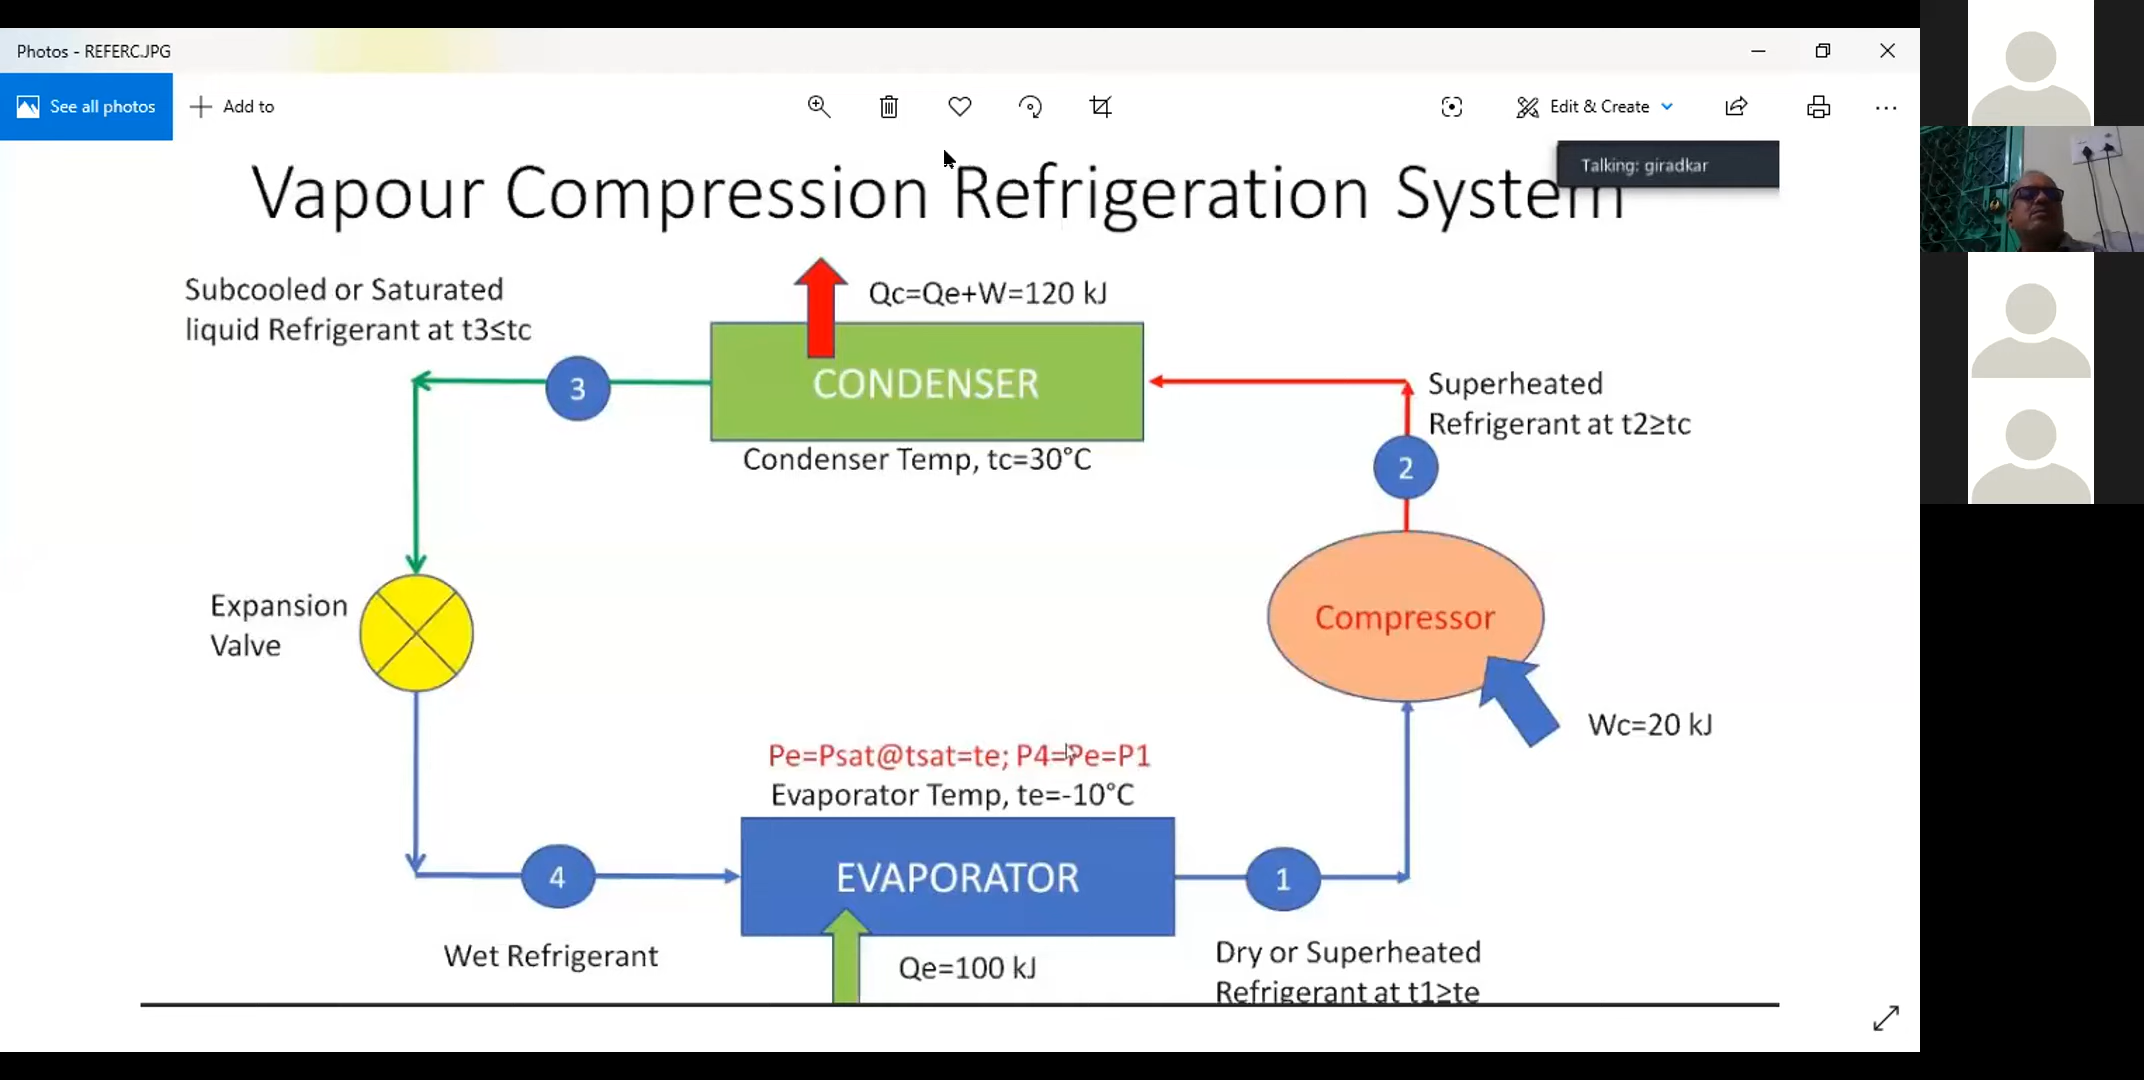 Photos - REFERC.JPG
See all photos
Add to
Edit & Create
Talking: giradkar
Vapour Compression Refrigeration System
Subcooled or Saturated
liquid Refrigerant at t3≤tc
Qc=Qe+W=120 kJ
3
CONDENSER
Condenser Temp, tc=30°C
Superheated
Refrigerant at t2≥tc
2
Expansion
Valve
Compressor
Wc=20 kJ
Pe=Psat@tsat=te; P4=Pe=P1
Evaporator Temp, te=-10°C
4
EVAPORATOR
1
Wet Refrigerant
Qe=100 kJ
Dry or Superheated
Refrigerant at t1≥te